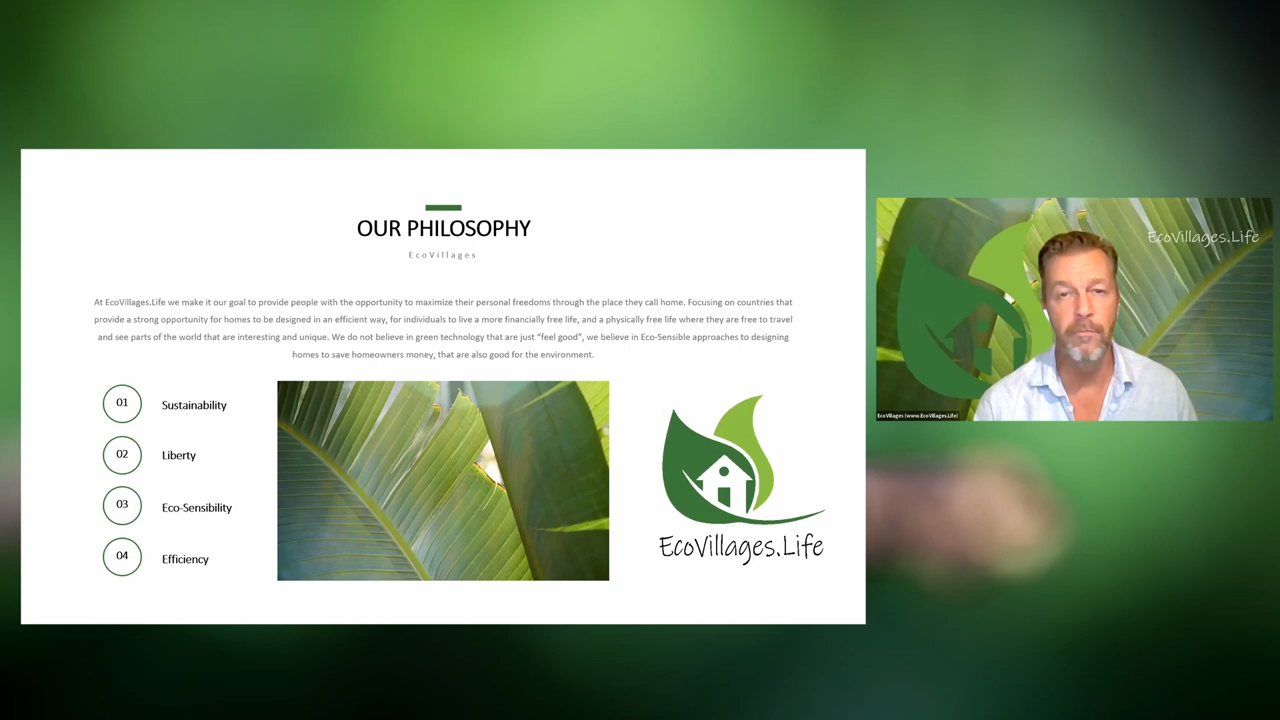 OUR PHILOSOPHY
EcoVillages
At EcoVillages.Life we make it our goal to provide people with the opportunity to maximize their personal freedoms through the place they call home. Focusing on countries that
provide a strong opportunity for homes to be designed in an efficient way, for individuals to live a more financially free life, and a physically free life where they are free to travel
and see parts of the world that are interesting and unique. We do not believe in green technology that are just “feel good”, we believe in Eco-Sensible approaches to designing
homes to save homeowners money, that are also good for the environment.
01 Sustainability
02 Liberty
03 Eco-Sensibility
04 Efficiency
EcoVillages.Life
EcoVillages.Life
EcoVillages (www.EcoVillages.Life)